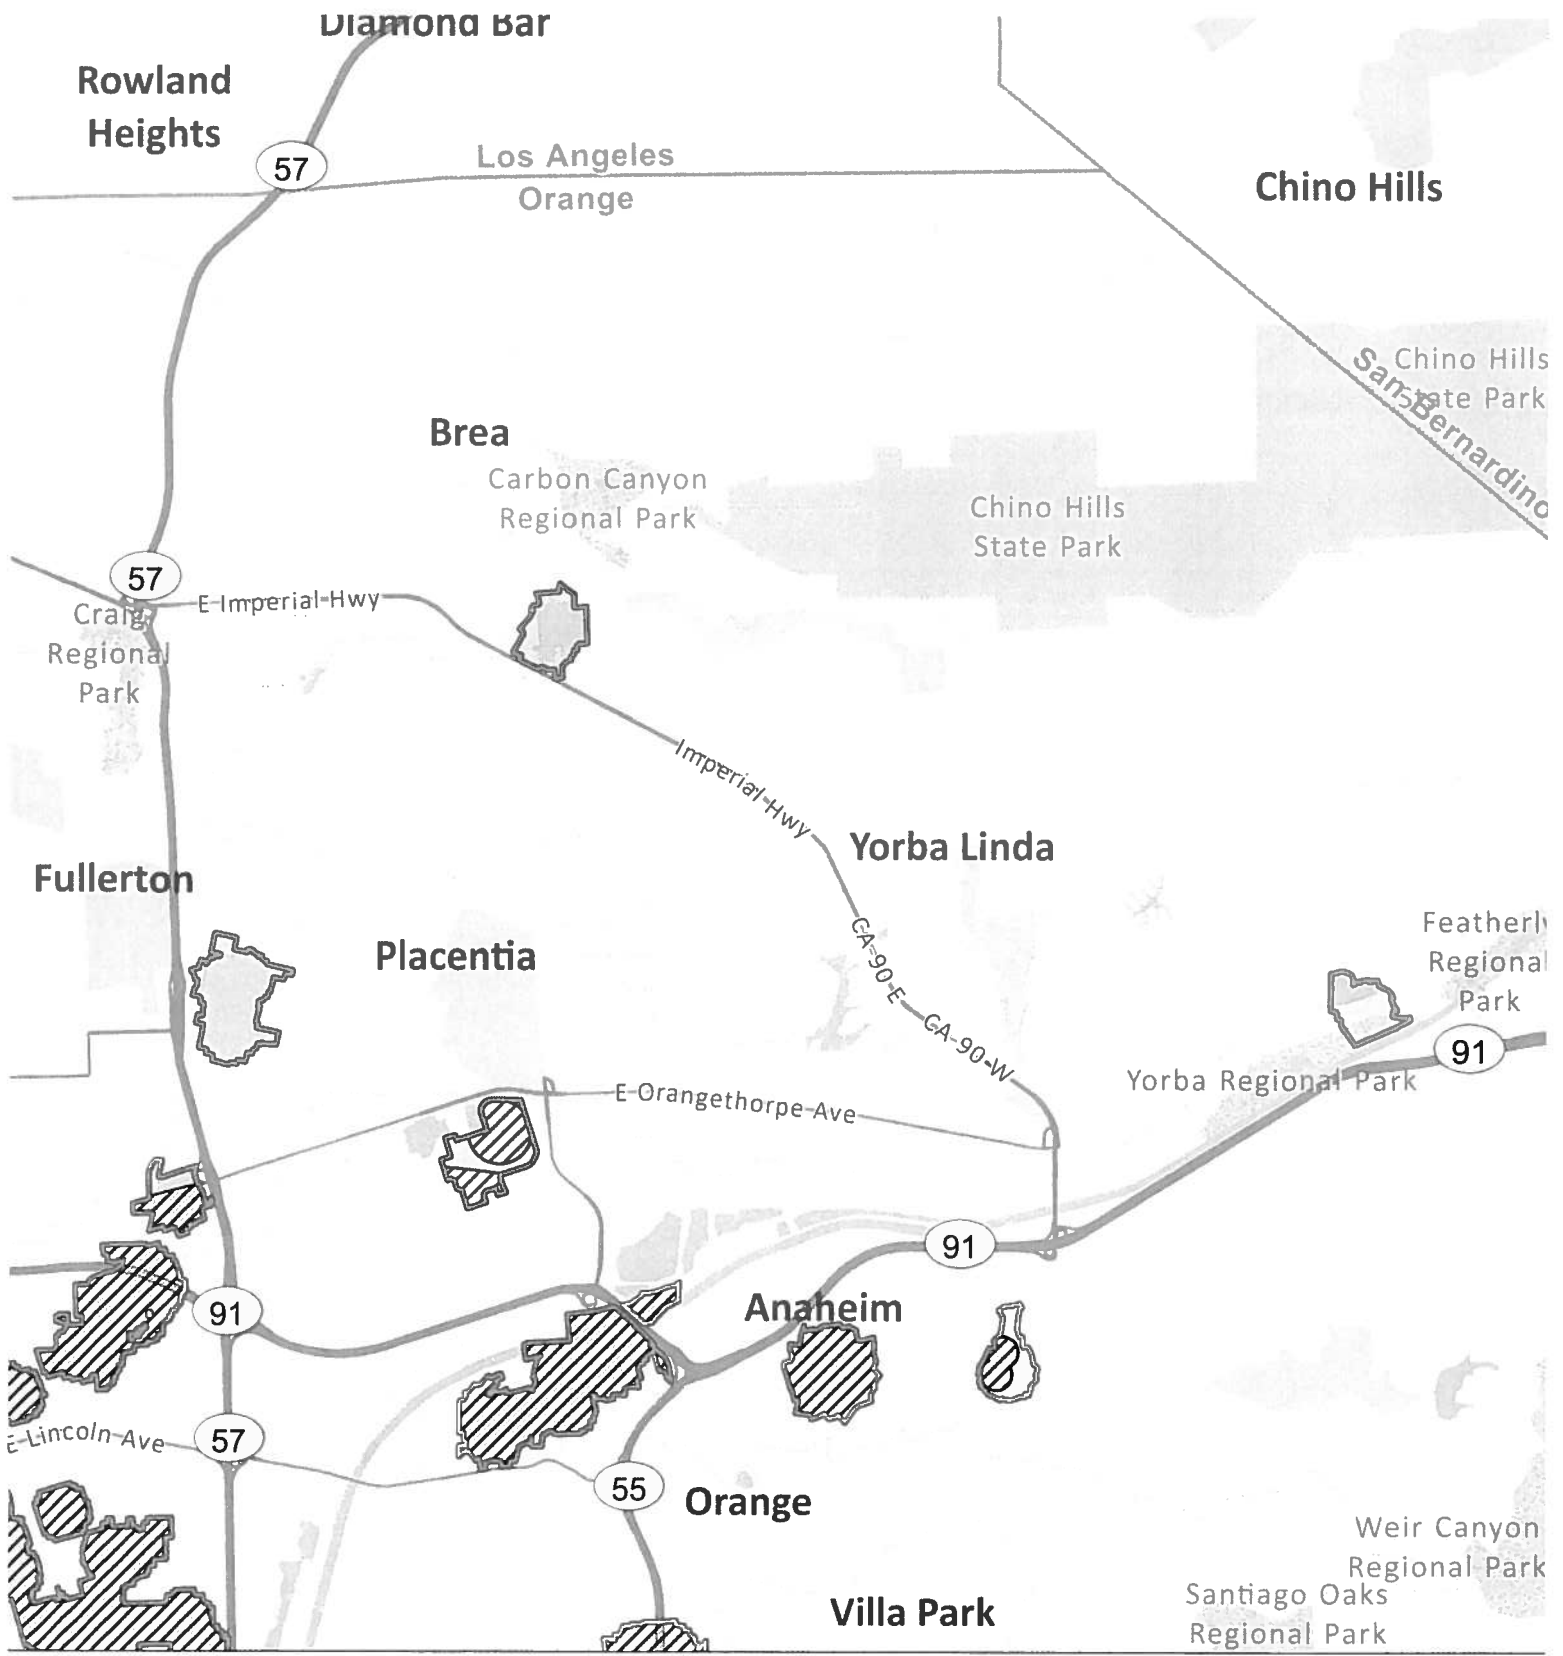 Diamond Bar
Rowland
Heights
57
Los Angeles
Orange
Chino Hills
Chino Hills
State Park
San Bernardino
Brea
Carbon Canyon
Regional Park
Chino Hills
State Park
57
E Imperial Hwy
Craig
Regional
Park
Imperial Hwy
Yorba Linda
Fullerton
Placentia
CA-90 E
CA-90 W
Featherly
Regional
Park
91
Yorba Regional Park
E Orangethorpe Ave
91
91
Anaheim
E Lincoln Ave
57
55
Orange
Weir Canyon
Regional Park
Santiago Oaks
Regional Park
Villa Park